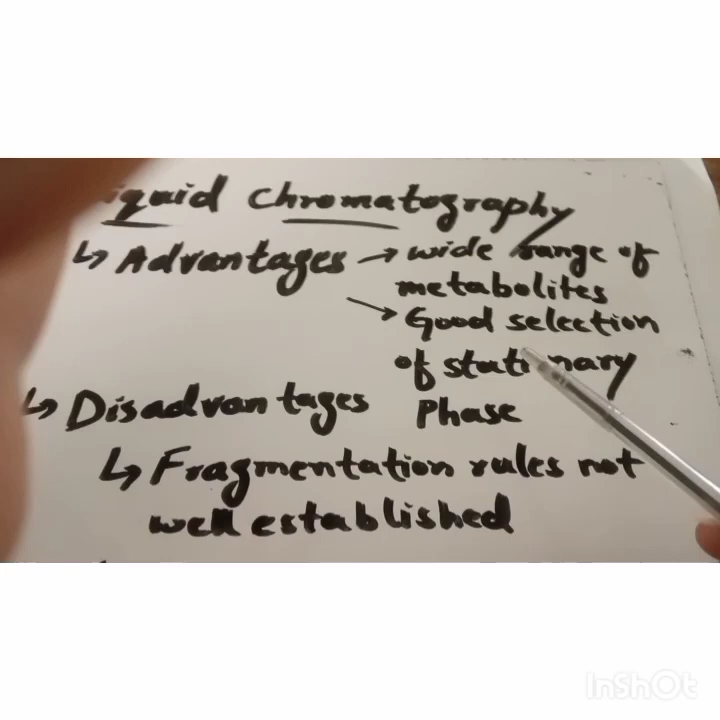 iquid Chromatography
↳ Advantages → wide range of
metabolites
→ Good selection
of stationary
Phase
↳ Disadvantages
↳ Fragmentation rules not
well established
InShOt